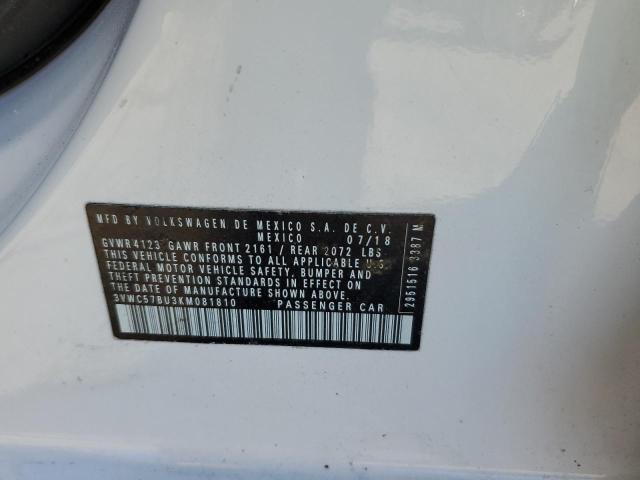 MFD BY VOLKSWAGEN DE MEXICO S.A. DE C.V.
MEXICO 07/18
GVWR 4123 GAWR FRONT 2161 / REAR 2072 LBS
THIS VEHICLE CONFORMS TO ALL APPLICABLE U.S.
FEDERAL MOTOR VEHICLE SAFETY, BUMPER AND
THEFT PREVENTION STANDARDS IN EFFECT ON
THE DATE OF MANUFACTURE SHOWN ABOVE.
3VWC57BU3KM081810 PASSENGER CAR
2951516 3387 M